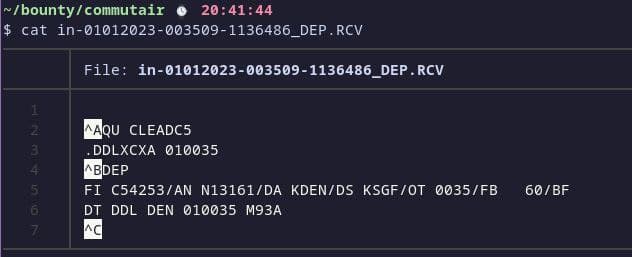 ~/bounty/commutair 20:41:44
$ cat in-01012023-003509-1136486_DEP.RCV
File: in-01012023-003509-1136486_DEP.RCV
1
2 ^AQU CLEADC5
3 .DDLXCXA 010035
4 ^BDEP
5 FI C54253/AN N13161/DA KDEN/DS KSGF/OT 0035/FB   60/BF
6 DT DDL DEN 010035 M93A
7 ^C